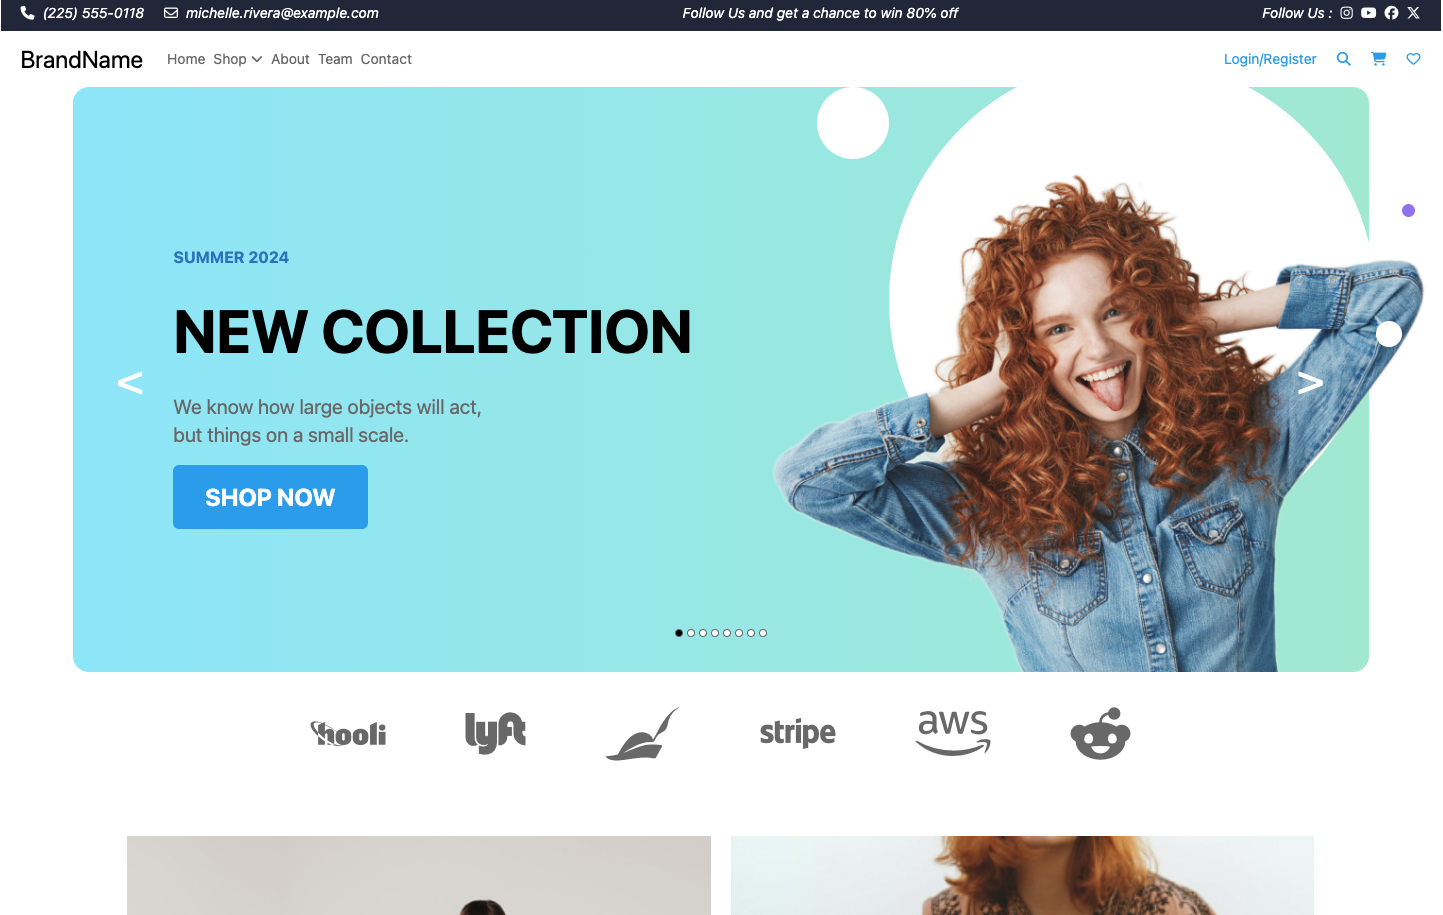 (225) 555-0118 michelle.rivera@example.com Follow Us and get a chance to win 80% off Follow Us :
BrandName Home Shop About Team Contact Login/Register
SUMMER 2024
NEW COLLECTION
We know how large objects will act,
but things on a small scale.
SHOP NOW
< >
hooli lyft stripe aws